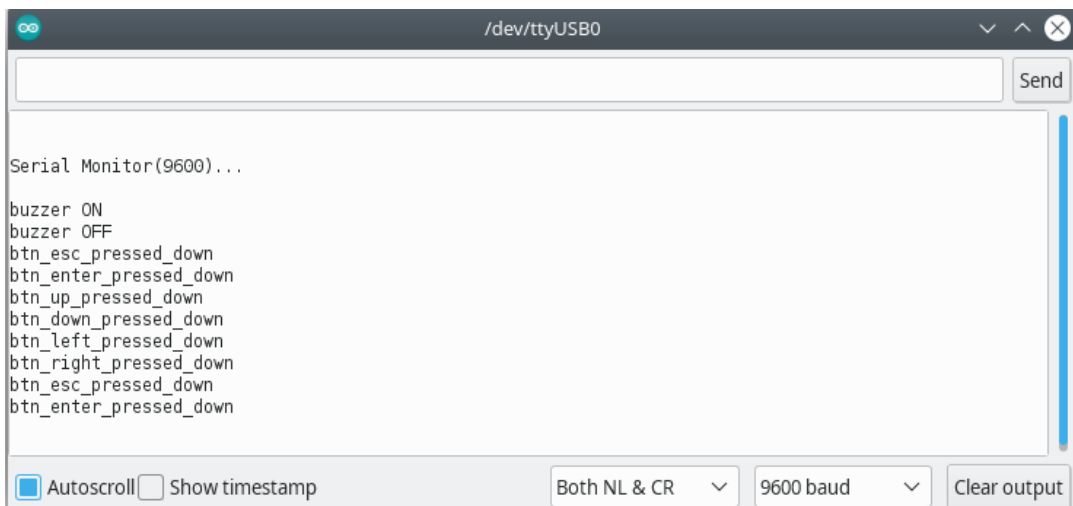 /dev/ttyUSB0
Send
Serial Monitor(9600)...
buzzer ON
buzzer OFF
btn_esc_pressed_down
btn_enter_pressed_down
btn_up_pressed_down
btn_down_pressed_down
btn_left_pressed_down
btn_right_pressed_down
btn_esc_pressed_down
btn_enter_pressed_down
Autoscroll Show timestamp Both NL & CR 9600 baud Clear output